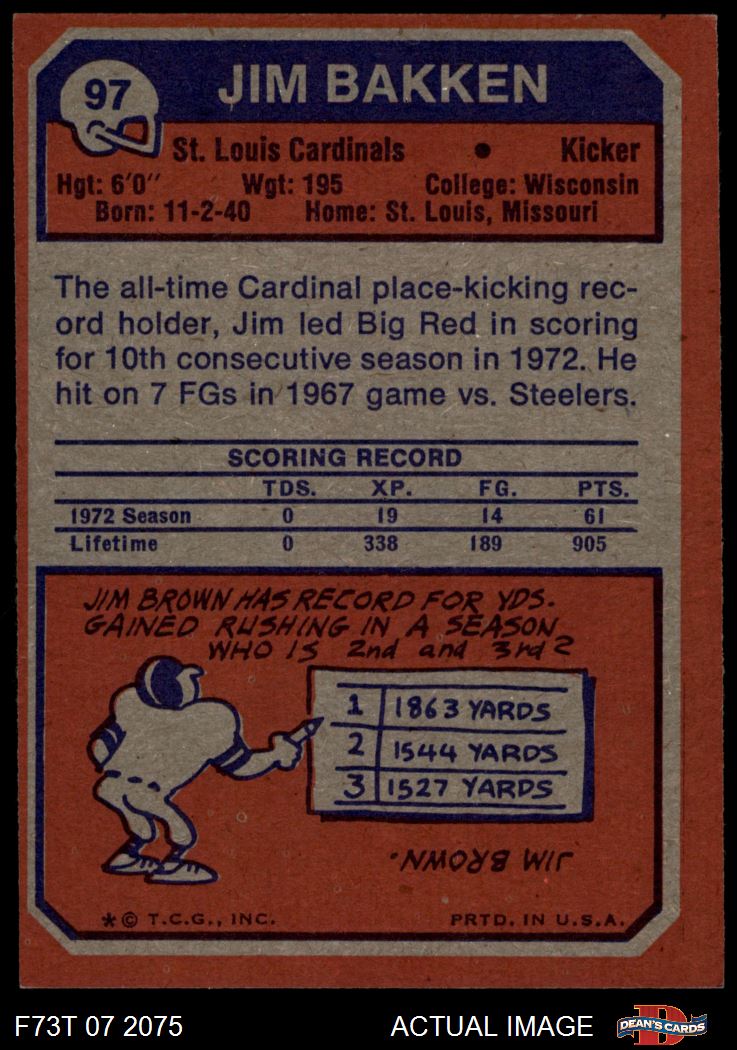 97
JIM BAKKEN
St. Louis Cardinals • Kicker
Hgt: 6'0" Wgt: 195 College: Wisconsin
Born: 11-2-40 Home: St. Louis, Missouri
The all-time Cardinal place-kicking rec-
ord holder, Jim led Big Red in scoring
for 10th consecutive season in 1972. He
hit on 7 FGs in 1967 game vs. Steelers.
SCORING RECORD
TDS. XP. FG. PTS.
1972 Season 0 19 14 61
Lifetime 0 338 189 905
JIM BROWN HAS RECORD FOR YDS.
GAINED RUSHING IN A SEASON
WHO IS 2nd and 3rd?
1 1863 YARDS
2 1544 YARDS
3 1527 YARDS
JIM BROWN.
* © T.C.G., INC. PRTD. IN U.S.A.
F73T 07 2075 ACTUAL IMAGE
D
DEAN'S CARDS